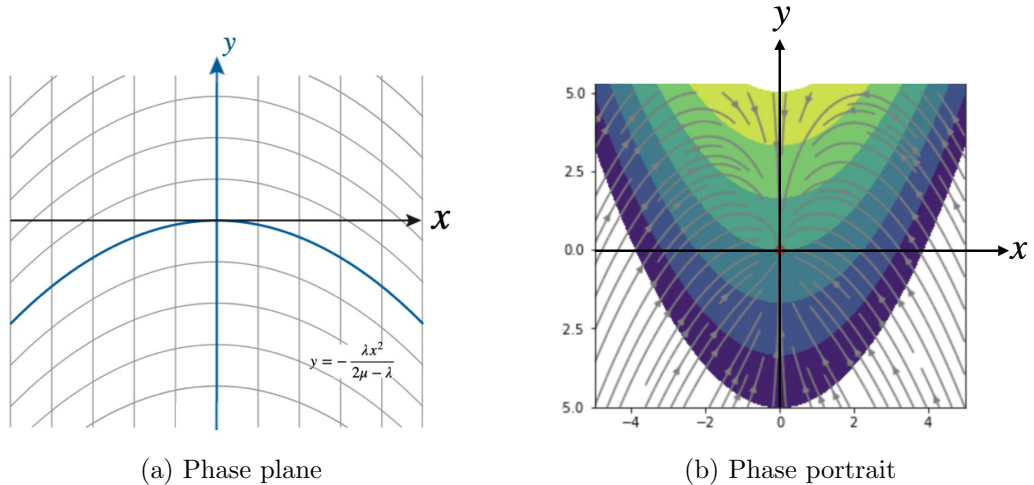 y
x
y = - λx² / 2μ - λ
(a) Phase plane
y
5.0
2.5
0.0
2.5
5.0
−4
−2
0
2
4
x
(b) Phase portrait